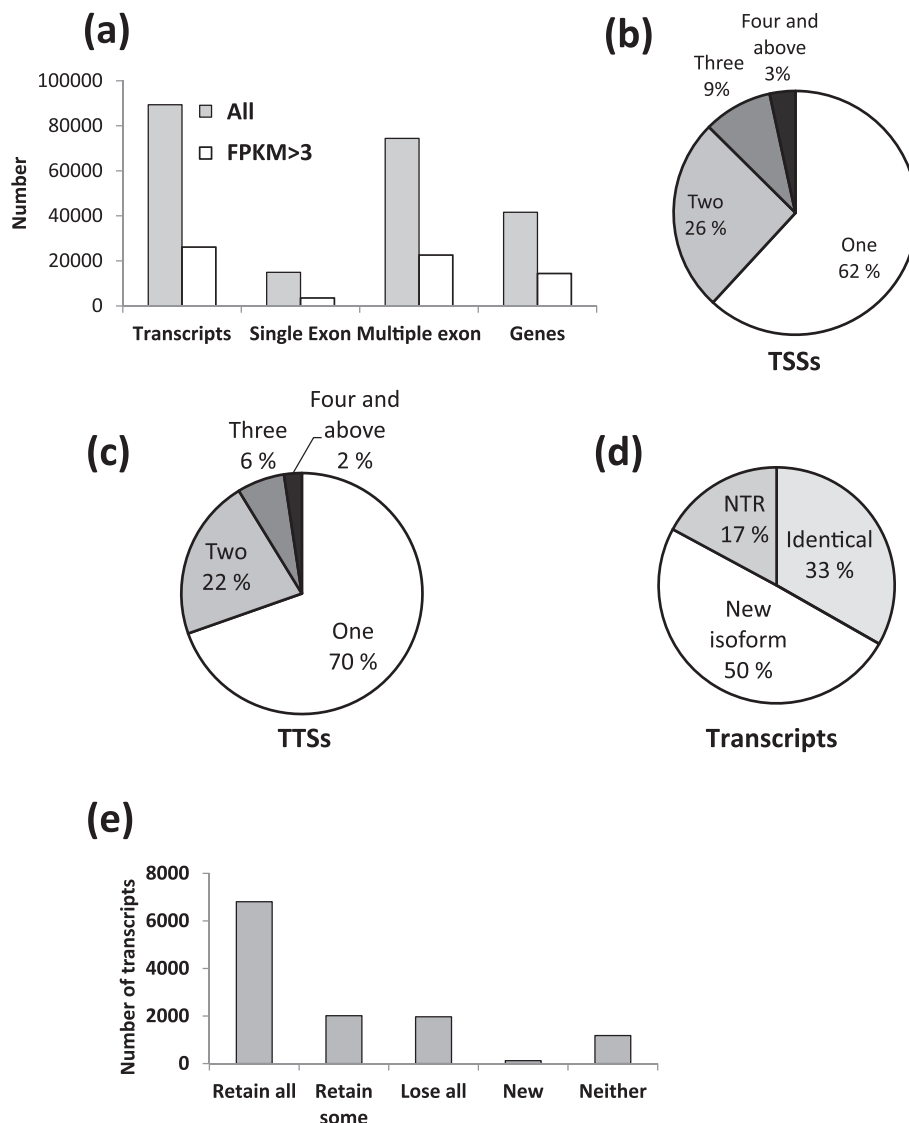 (a)
100000
80000
60000
40000
20000
0
Number
All
FPKM>3
Transcripts
Single Exon
Multiple exon
Genes
(b)
Four and
above
3%
Three
9%
Two
26 %
One
62 %
TSSs
(c)
Four and
above
2 %
Three
6 %
Two
22 %
One
70 %
TTSs
(d)
NTR
17 %
Identical
33 %
New
isoform
50 %
Transcripts
(e)
8000
6000
4000
2000
0
Number of transcripts
Retain all
Retain
some
Lose all
New
Neither